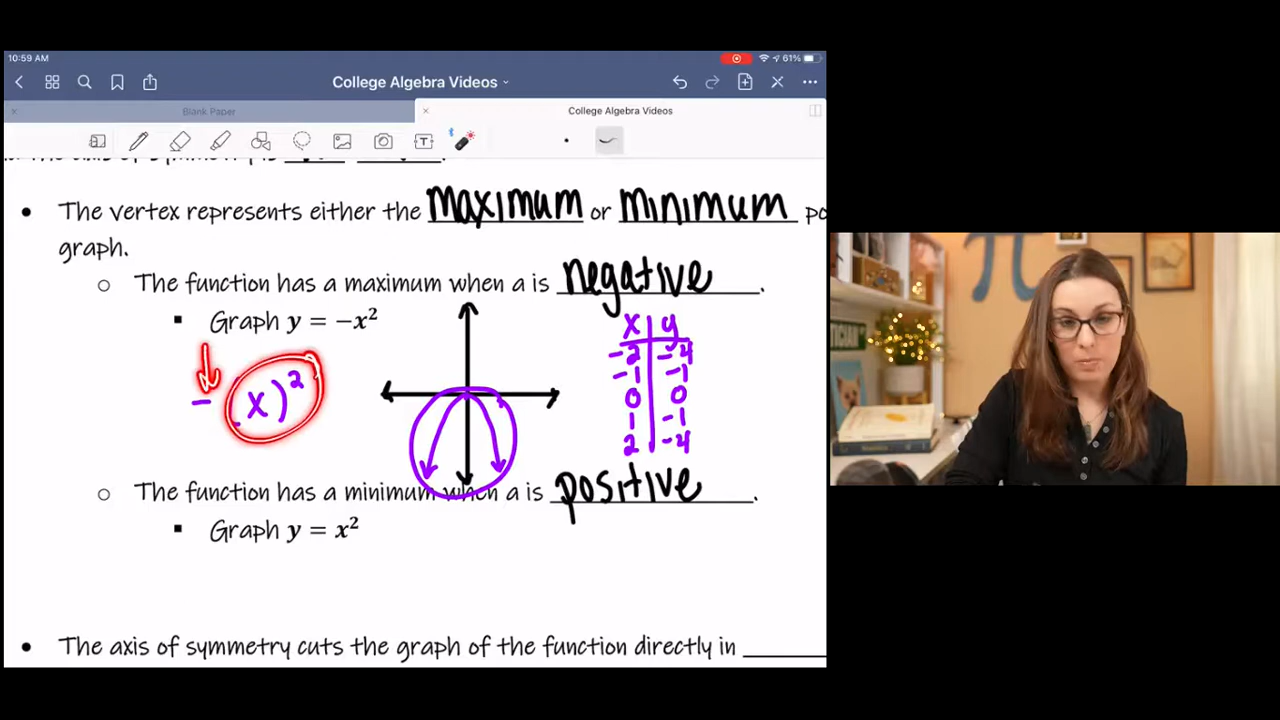 10:59 AM
61%
College Algebra Videos
Blank Paper
College Algebra Videos
The vertex represents either the maximum or minimum po
graph.
The function has a maximum when a is negative.
Graph y = -x²
x | y
-2 | -4
-1 | -1
0 | 0
1 | -1
2 | -4
- (x)²
The function has a minimum when a is positive.
Graph y = x²
The axis of symmetry cuts the graph of the function directly in